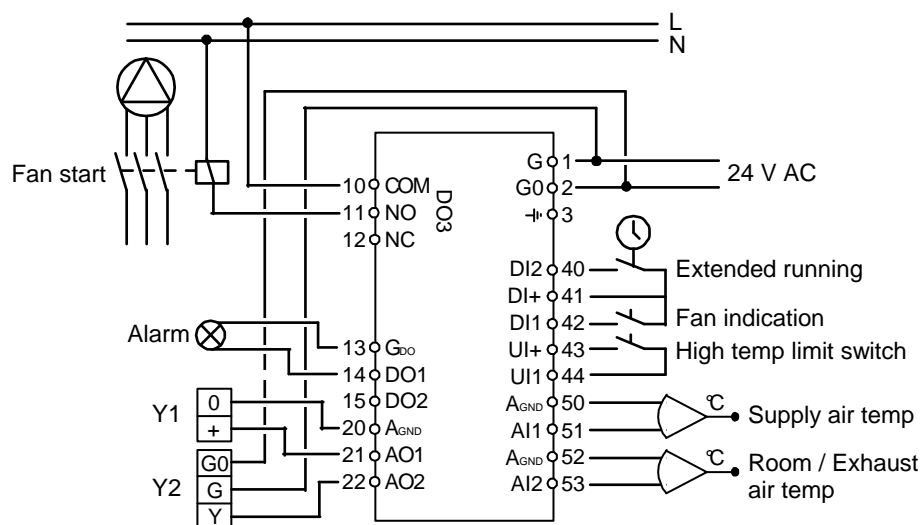 L
N
Fan start
10 COM
11 NO
12 NC
DO3
G 1
G0 2
3
24 V AC
DI2 40
Extended running
DI+ 41
DI1 42
Fan indication
UI+ 43
High temp limit switch
UI1 44
Alarm
13 GDO
14 DO1
15 DO2
20 AGND
21 AO1
22 AO2
Y1
0
+
Y2
G0
G
Y
AGND 50
AI1 51
°C
Supply air temp
AGND 52
AI2 53
°C
Room / Exhaust
air temp